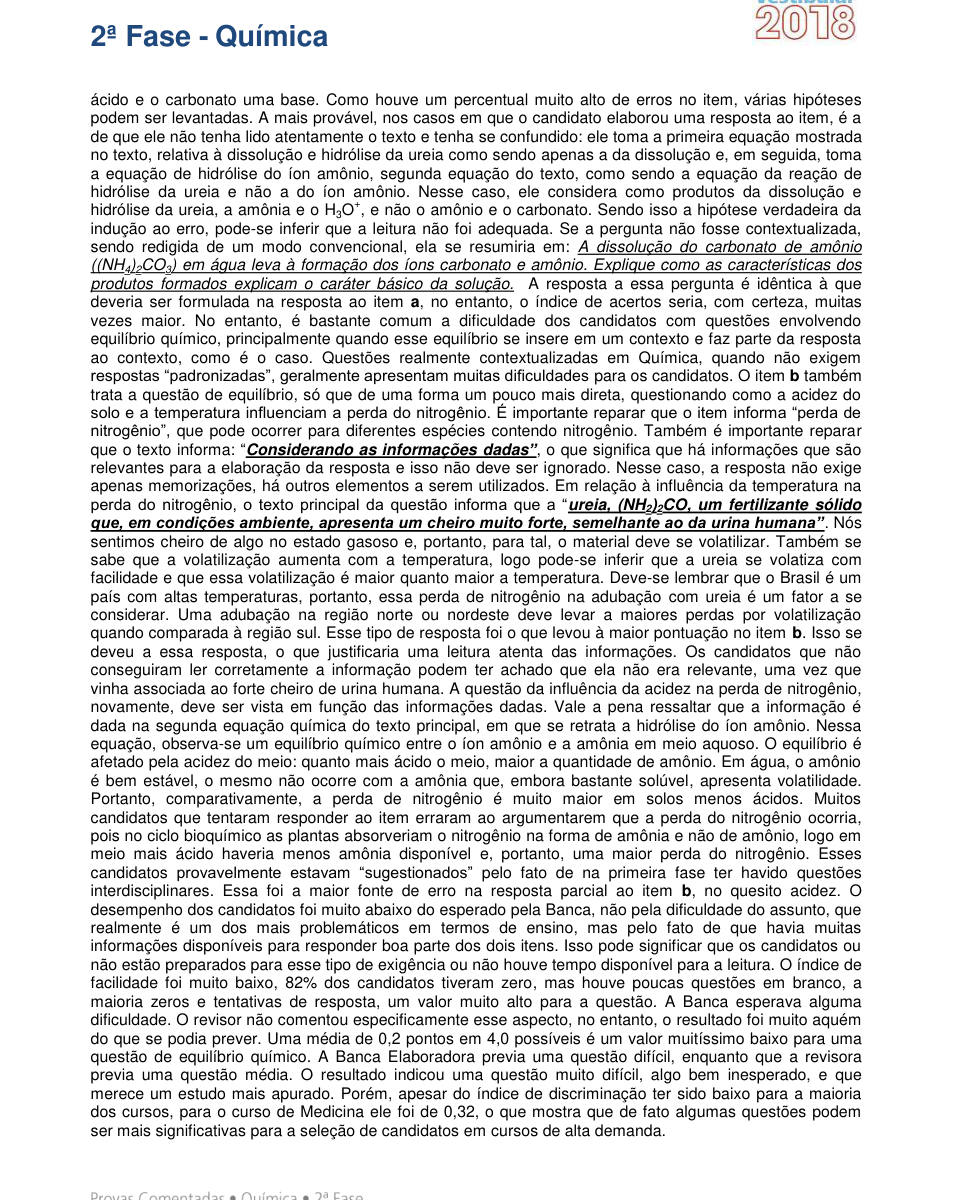 Vestibular
2018
2ª Fase - Química
ácido e o carbonato uma base. Como houve um percentual muito alto de erros no item, várias hipóteses
podem ser levantadas. A mais provável, nos casos em que o candidato elaborou uma resposta ao item, é a
de que ele não tenha lido atentamente o texto e tenha se confundido: ele toma a primeira equação mostrada
no texto, relativa à dissolução e hidrólise da ureia como sendo apenas a da dissolução e, em seguida, toma
a equação de hidrólise do íon amônio, segunda equação do texto, como sendo a equação da reação de
hidrólise da ureia e não a do íon amônio. Nesse caso, ele considera como produtos da dissolução e
hidrólise da ureia, a amônia e o H₃O⁺, e não o amônio e o carbonato. Sendo isso a hipótese verdadeira da
indução ao erro, pode-se inferir que a leitura não foi adequada. Se a pergunta não fosse contextualizada,
sendo redigida de um modo convencional, ela se resumiria em: A dissolução do carbonato de amônio
((NH₄)₂CO₃) em água leva à formação dos íons carbonato e amônio. Explique como as características dos
produtos formados explicam o caráter básico da solução. A resposta a essa pergunta é idêntica à que
deveria ser formulada na resposta ao item a, no entanto, o índice de acertos seria, com certeza, muitas
vezes maior. No entanto, é bastante comum a dificuldade dos candidatos com questões envolvendo
equilíbrio químico, principalmente quando esse equilíbrio se insere em um contexto e faz parte da resposta
ao contexto, como é o caso. Questões realmente contextualizadas em Química, quando não exigem
respostas “padronizadas”, geralmente apresentam muitas dificuldades para os candidatos. O item b também
trata a questão de equilíbrio, só que de uma forma um pouco mais direta, questionando como a acidez do
solo e a temperatura influenciam a perda do nitrogênio. É importante reparar que o item informa “perda de
nitrogênio”, que pode ocorrer para diferentes espécies contendo nitrogênio. Também é importante reparar
que o texto informa: “Considerando as informações dadas”, o que significa que há informações que são
relevantes para a elaboração da resposta e isso não deve ser ignorado. Nesse caso, a resposta não exige
apenas memorizações, há outros elementos a serem utilizados. Em relação à influência da temperatura na
perda do nitrogênio, o texto principal da questão informa que a “ureia, (NH₂)₂CO, um fertilizante sólido
que, em condições ambiente, apresenta um cheiro muito forte, semelhante ao da urina humana”. Nós
sentimos cheiro de algo no estado gasoso e, portanto, para tal, o material deve se volatilizar. Também se
sabe que a volatilização aumenta com a temperatura, logo pode-se inferir que a ureia se volatiza com
facilidade e que essa volatilização é maior quanto maior a temperatura. Deve-se lembrar que o Brasil é um
país com altas temperaturas, portanto, essa perda de nitrogênio na adubação com ureia é um fator a se
considerar. Uma adubação na região norte ou nordeste deve levar a maiores perdas por volatilização
quando comparada à região sul. Esse tipo de resposta foi o que levou à maior pontuação no item b. Isso se
deveu a essa resposta, o que justificaria uma leitura atenta das informações. Os candidatos que não
conseguiram ler corretamente a informação podem ter achado que ela não era relevante, uma vez que
vinha associada ao forte cheiro de urina humana. A questão da influência da acidez na perda de nitrogênio,
novamente, deve ser vista em função das informações dadas. Vale a pena ressaltar que a informação é
dada na segunda equação química do texto principal, em que se retrata a hidrólise do íon amônio. Nessa
equação, observa-se um equilíbrio químico entre o íon amônio e a amônia em meio aquoso. O equilíbrio é
afetado pela acidez do meio: quanto mais ácido o meio, maior a quantidade de amônio. Em água, o amônio
é bem estável, o mesmo não ocorre com a amônia que, embora bastante solúvel, apresenta volatilidade.
Portanto, comparativamente, a perda de nitrogênio é muito maior em solos menos ácidos. Muitos
candidatos que tentaram responder ao item erraram ao argumentarem que a perda do nitrogênio ocorria,
pois no ciclo bioquímico as plantas absorveriam o nitrogênio na forma de amônia e não de amônio, logo em
meio mais ácido haveria menos amônia disponível e, portanto, uma maior perda do nitrogênio. Esses
candidatos provavelmente estavam “sugestionados” pelo fato de na primeira fase ter havido questões
interdisciplinares. Essa foi a maior fonte de erro na resposta parcial ao item b, no quesito acidez. O
desempenho dos candidatos foi muito abaixo do esperado pela Banca, não pela dificuldade do assunto, que
realmente é um dos mais problemáticos em termos de ensino, mas pelo fato de que havia muitas
informações disponíveis para responder boa parte dos dois itens. Isso pode significar que os candidatos ou
não estão preparados para esse tipo de exigência ou não houve tempo disponível para a leitura. O índice de
facilidade foi muito baixo, 82% dos candidatos tiveram zero, mas houve poucas questões em branco, a
maioria zeros e tentativas de resposta, um valor muito alto para a questão. A Banca esperava alguma
dificuldade. O revisor não comentou especificamente esse aspecto, no entanto, o resultado foi muito aquém
do que se podia prever. Uma média de 0,2 pontos em 4,0 possíveis é um valor muitíssimo baixo para uma
questão de equilíbrio químico. A Banca Elaboradora previa uma questão difícil, enquanto que a revisora
previa uma questão média. O resultado indicou uma questão muito difícil, algo bem inesperado, e que
merece um estudo mais apurado. Porém, apesar do índice de discriminação ter sido baixo para a maioria
dos cursos, para o curso de Medicina ele foi de 0,32, o que mostra que de fato algumas questões podem
ser mais significativas para a seleção de candidatos em cursos de alta demanda.
Provas Comentadas • Química • 2ª Fase